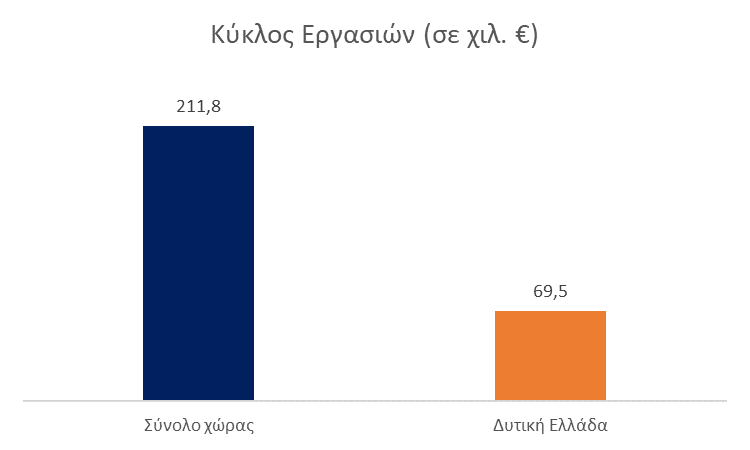 Κύκλος Εργασιών (σε χιλ. €)
211,8
69,5
Σύνολο χώρας
Δυτική Ελλάδα